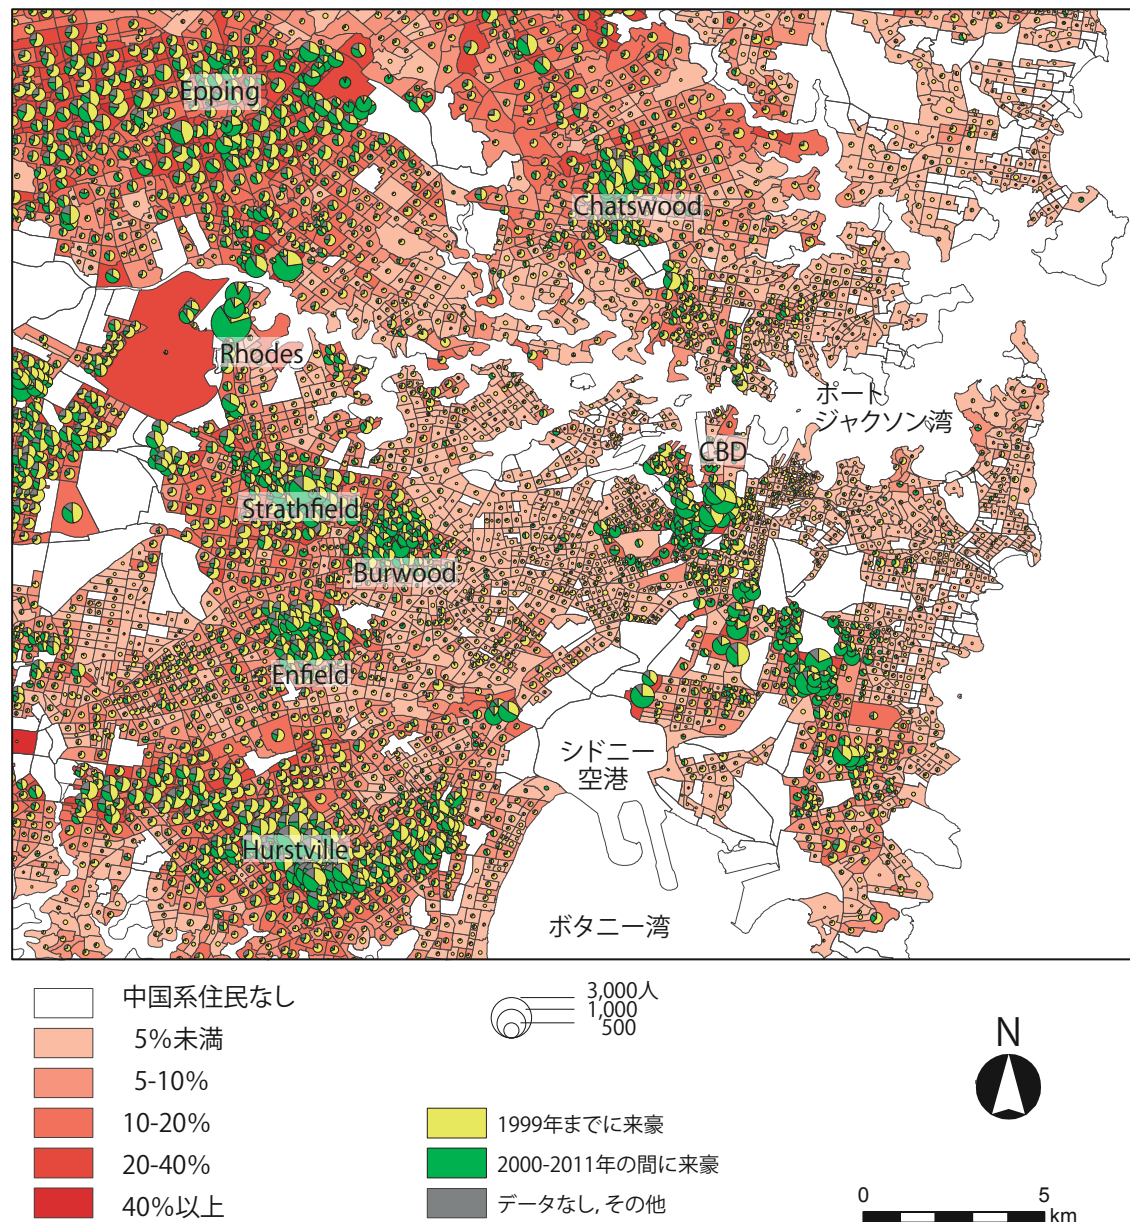 Epping
Chatswood
Rhodes
ポート
ジャクソン湾
CBD
Strathfield
Burwood
Enfield
シドニー
空港
Hurstville
ボタニー湾
中国系住民なし
5%未満
5-10%
10-20%
20-40%
40%以上
3,000人
1,000
500
1999年までに来豪
2000-2011年の間に来豪
データなし, その他
N
0 5
km